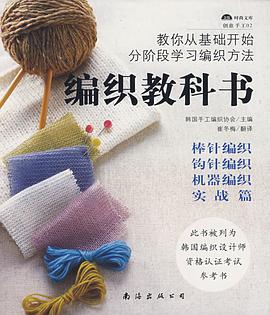 时尚文库
创意手工02
教你从基础开始
分阶段学习编织方法
编织教科书
韩国手工编织协会/主编
崔冬梅/翻译
棒针编织
钩针编织
机器编织
实战篇
此书被列为
韩国编织设计师
资格认证考试
参考书
南海出版公司